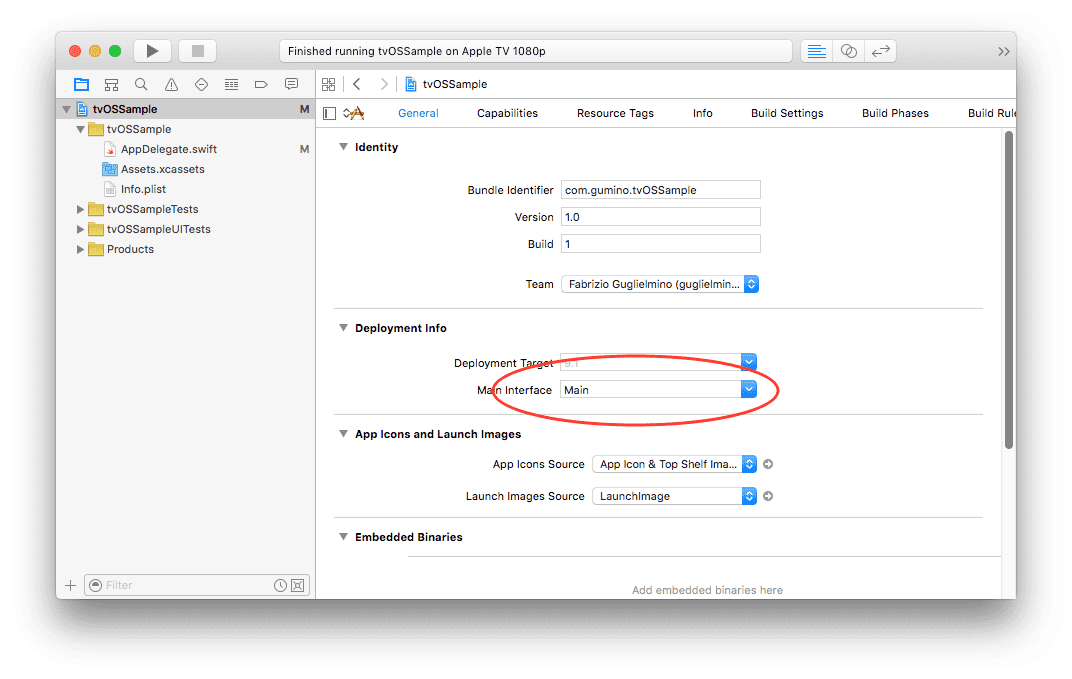 Finished running tvOSSample on Apple TV 1080p
tvOSSample
tvOSSample M
tvOSSample
AppDelegate.swift M
Assets.xcassets
Info.plist
tvOSSampleTests
tvOSSampleUITests
Products
Filter
General Capabilities Resource Tags Info Build Settings Build Phases Build Rule
Identity
Bundle Identifier com.gumino.tvOSSample
Version 1.0
Build 1
Team Fabrizio Guglielmino (guglielmin...
Deployment Info
Deployment Target 9.1
Main Interface Main
App Icons and Launch Images
App Icons Source App Icon & Top Shelf Ima...
Launch Images Source LaunchImage
Embedded Binaries
Add embedded binaries here